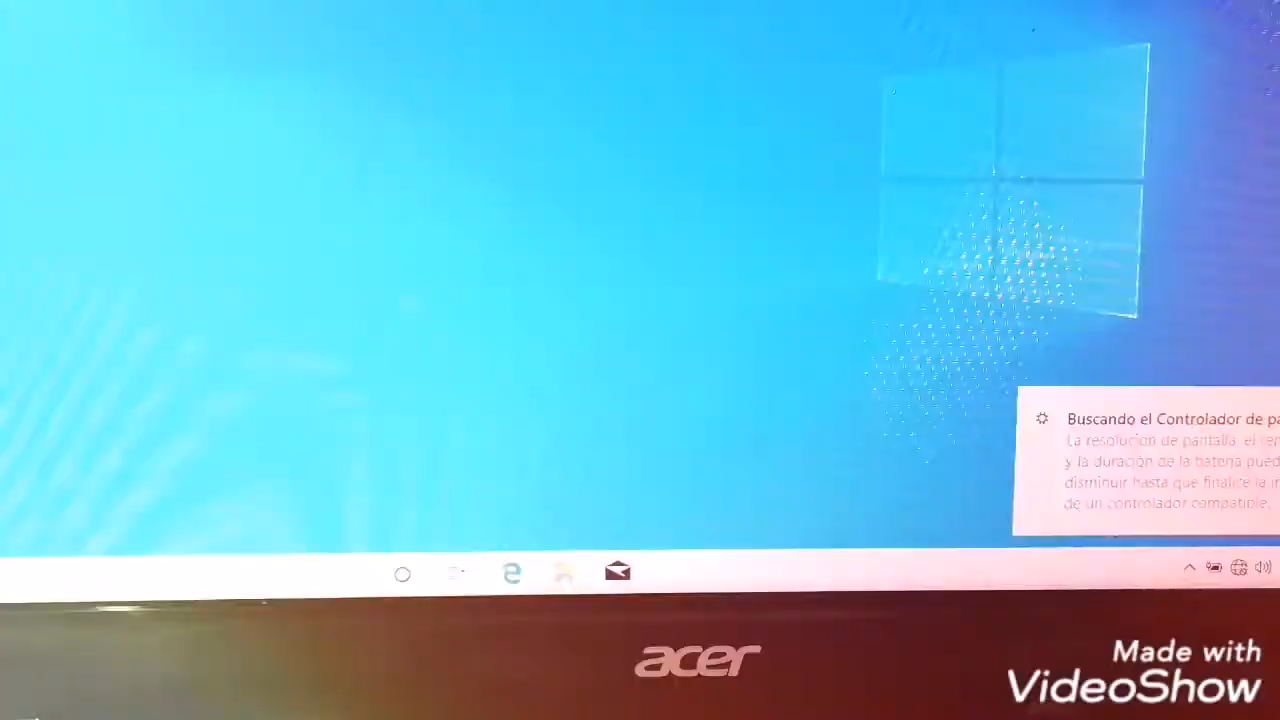 Buscando el Controlador de pa
La resolución de pantalla, el
y la duración de la batería pued
disminuir hasta que finalice la
de un controlador compatible.
acer
Made with
VideoShow